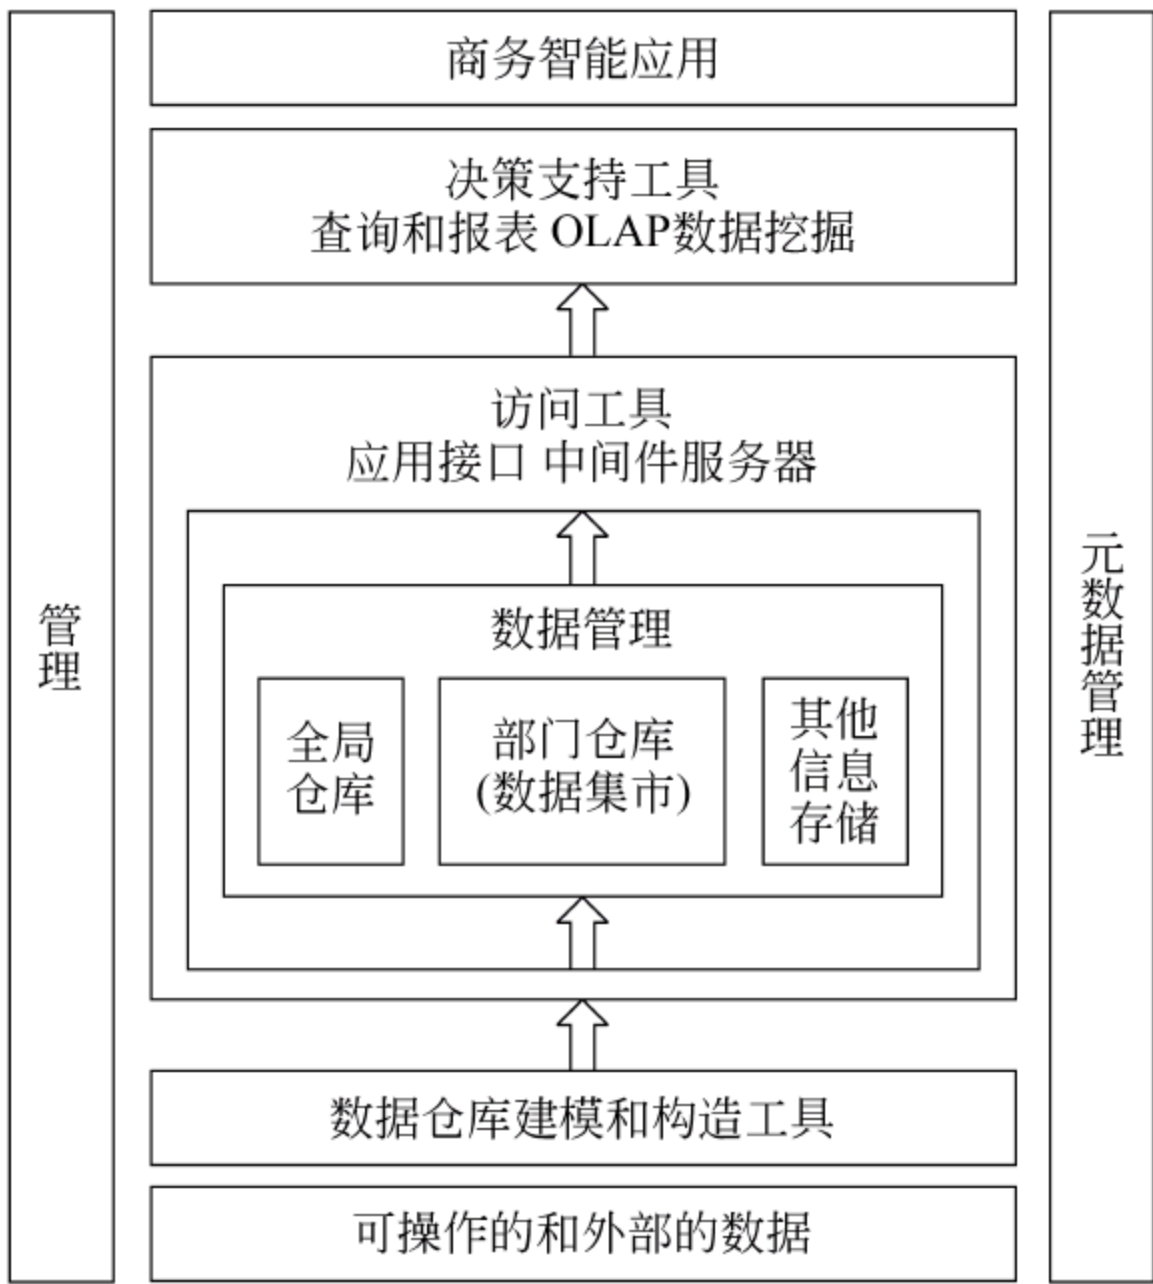 商务智能应用
决策支持工具
查询和报表 OLAP数据挖掘
访问工具
应用接口 中间件服务器
数据管理
全局
仓库
部门仓库
(数据集市)
其他
信息
存储
数据仓库建模和构造工具
可操作的和外部的数据
管理
元数据管理